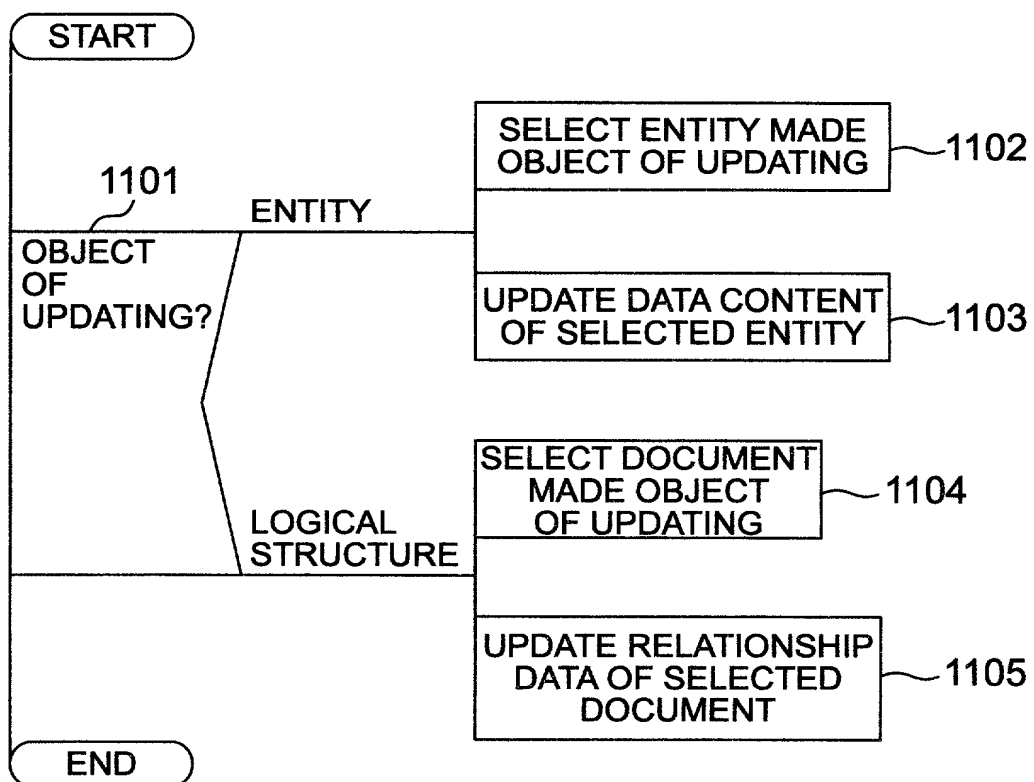 START
SELECT ENTITY MADE
OBJECT OF UPDATING
1102
1101
ENTITY
OBJECT
OF
UPDATING?
UPDATE DATA CONTENT
OF SELECTED ENTITY
1103
SELECT DOCUMENT
MADE OBJECT
OF UPDATING
1104
LOGICAL
STRUCTURE
UPDATE RELATIONSHIP
DATA OF SELECTED
DOCUMENT
1105
END